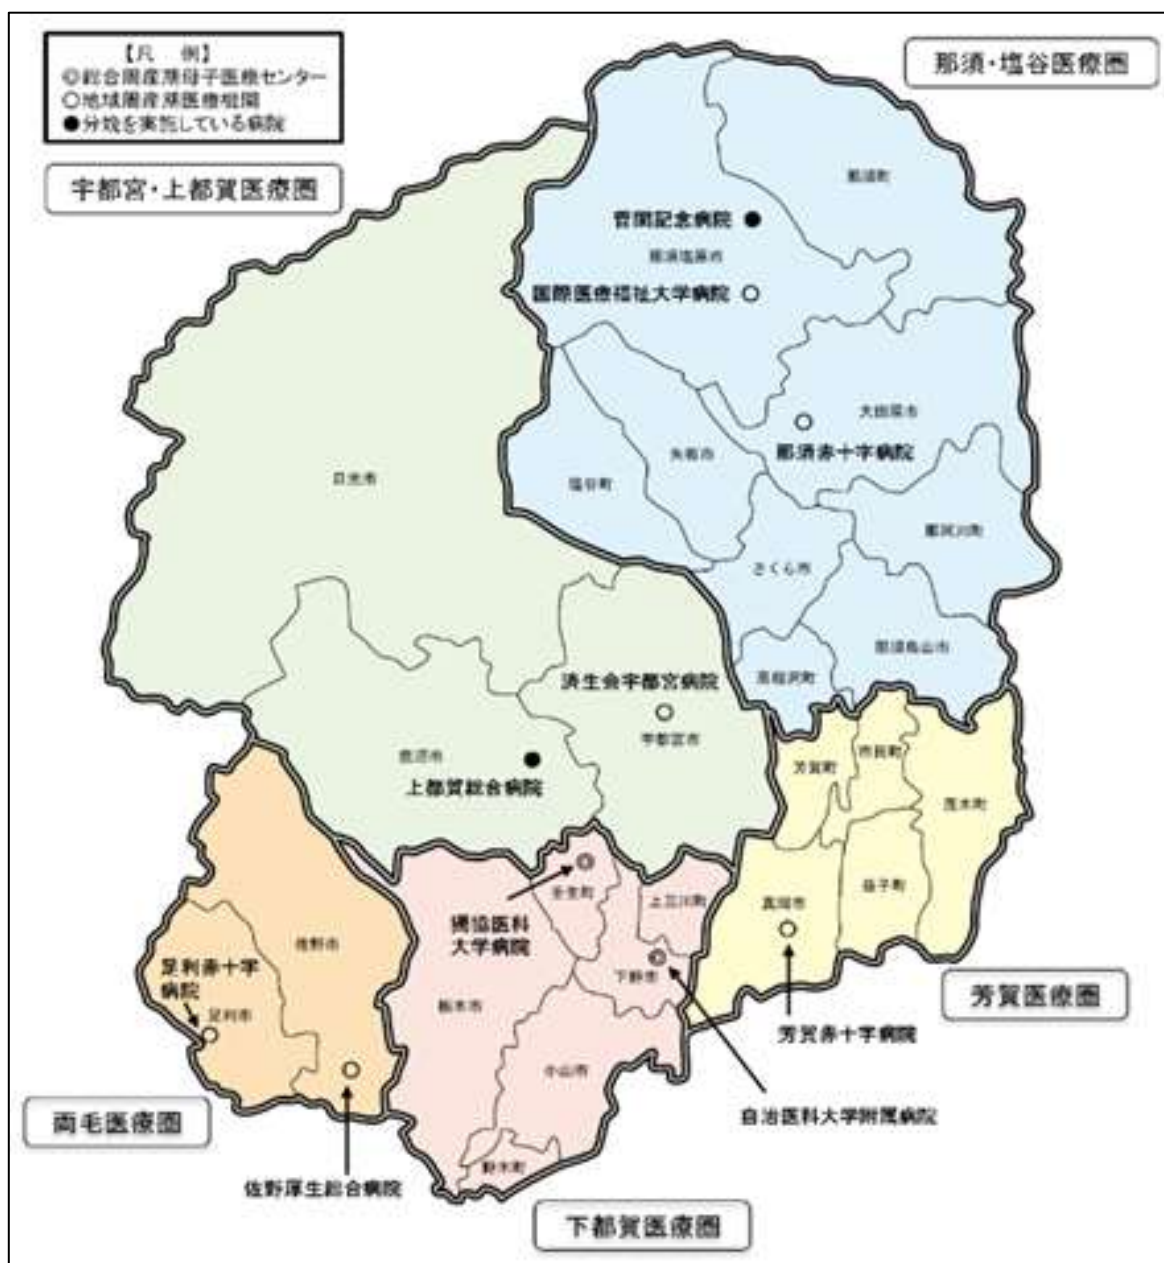 【凡 例】
◎総合周産期母子医療センター
○地域周産期医療機関
●分娩を実施している病院
那須・塩谷医療圏
宇都宮・上都賀医療圏
那須町
菅間記念病院
那須塩原市
国際医療福祉大学病院
大田原市
那須赤十字病院
矢板市
塩谷町
日光市
那珂川町
さくら市
那須烏山市
高根沢町
済生会宇都宮病院
宇都宮市
鹿沼市
上都賀総合病院
市貝町
芳賀町
茂木町
益子町
真岡市
壬生町
上三川町
獨協医科
大学病院
下野市
佐野市
足利赤十字
病院
足利市
栃木市
芳賀医療圏
芳賀赤十字病院
小山市
自治医科大学附属病院
両毛医療圏
野木町
佐野厚生総合病院
下都賀医療圏